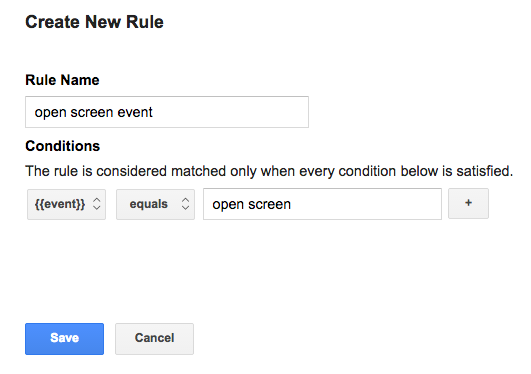 Create New Rule
Rule Name
open screen event
Conditions
The rule is considered matched only when every condition below is satisfied.
{{event}} equals open screen +
Save Cancel